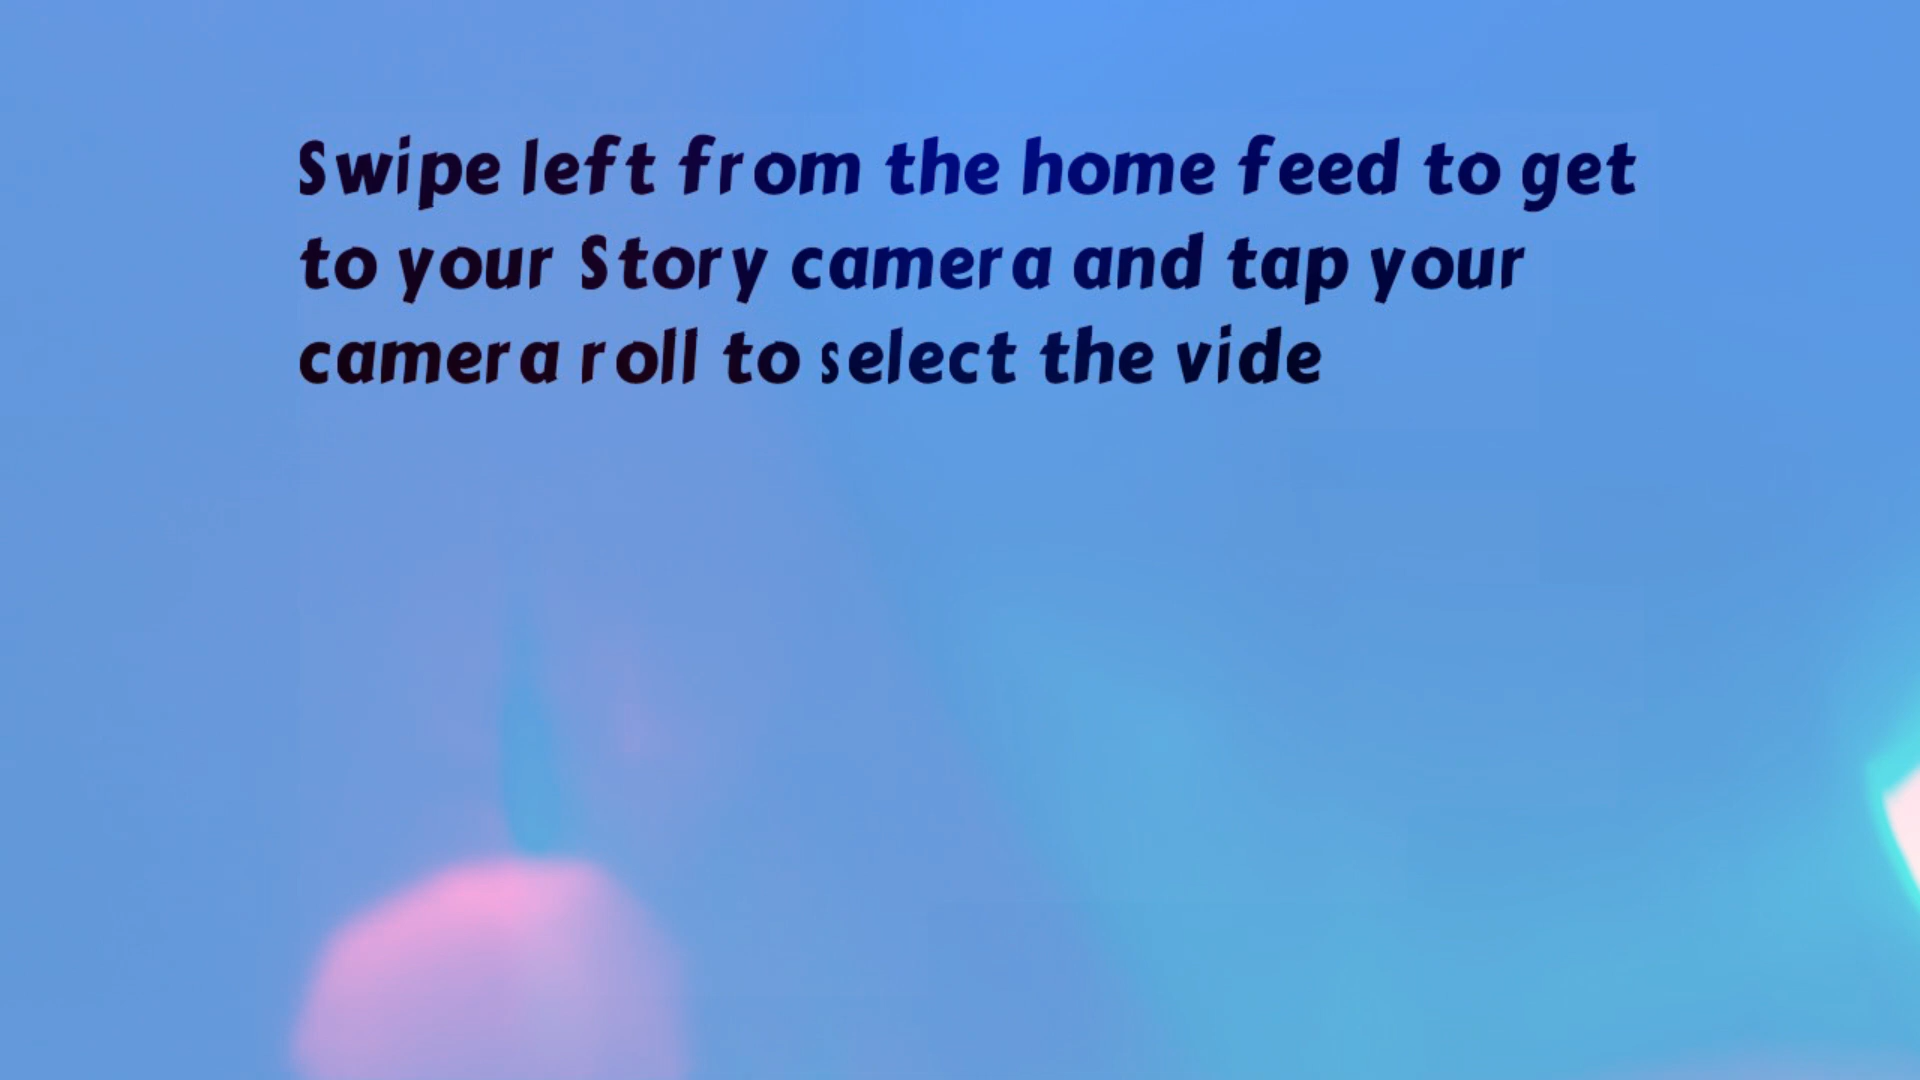 Swipe left from the home feed to get
to your Story camera and tap your
camera roll to select the vide